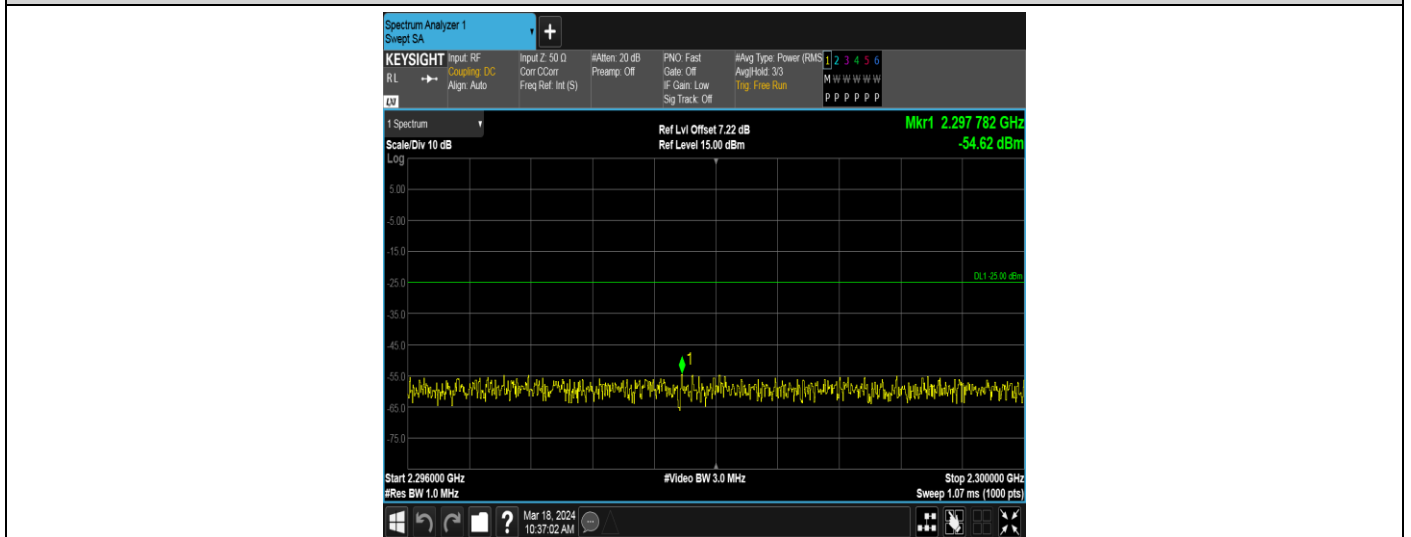 Spectrum Analyzer 1
Swept SA
+
KEYSIGHT Input: RF Input Z: 50 Ω #Atten: 20 dB PNO: Fast #Avg Type: Power (RMS 1 2 3 4 5 6
RL Coupling: DC Corr CCorr Preamp: Off Gate: Off Avg|Hold: 3/3 M W W W W W
Align: Auto Freq Ref: Int (S) IF Gain: Low Trig: Free Run P P P P P P
Sig Track: Off
LXI
1 Spectrum
Scale/Div 10 dB
Ref Lvl Offset 7.22 dB
Ref Level 15.00 dBm
Mkr1 2.297 782 GHz
-54.62 dBm
Log
5.00
-5.00
-15.0
DL1 -25.00 dBm
-25.0
-35.0
-45.0
1
-55.0
-65.0
-75.0
Start 2.296000 GHz #Video BW 3.0 MHz Stop 2.300000 GHz
#Res BW 1.0 MHz Sweep 1.07 ms (1000 pts)
? Mar 18, 2024
10:37:02 AM